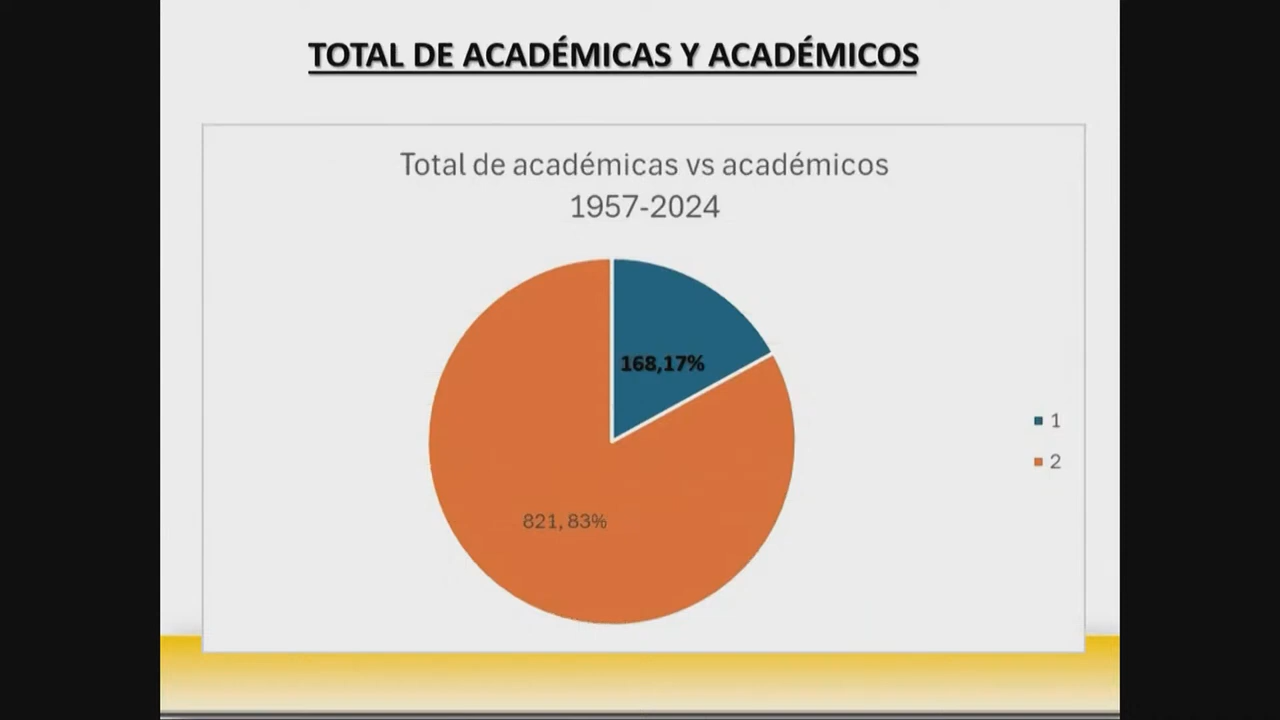 TOTAL DE ACADÉMICAS Y ACADÉMICOS
Total de académicas vs académicos
1957-2024
168,17%
821, 83%
1
2